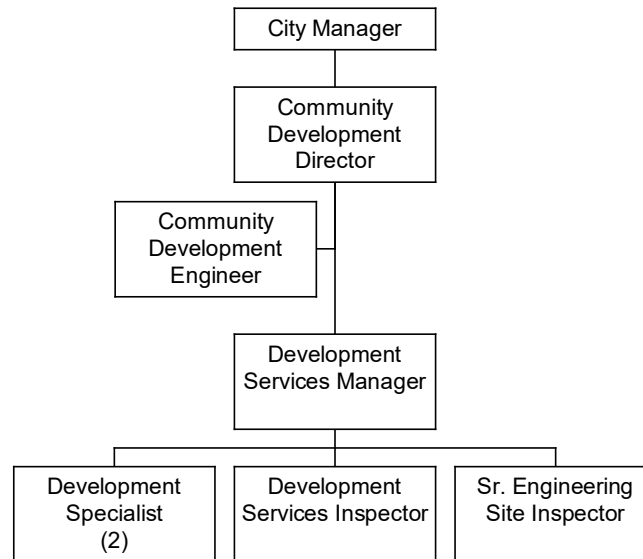 City Manager
Community
Development
Director
Community
Development
Engineer
Development
Services Manager
Development
Specialist
(2)
Development
Services Inspector
Sr. Engineering
Site Inspector